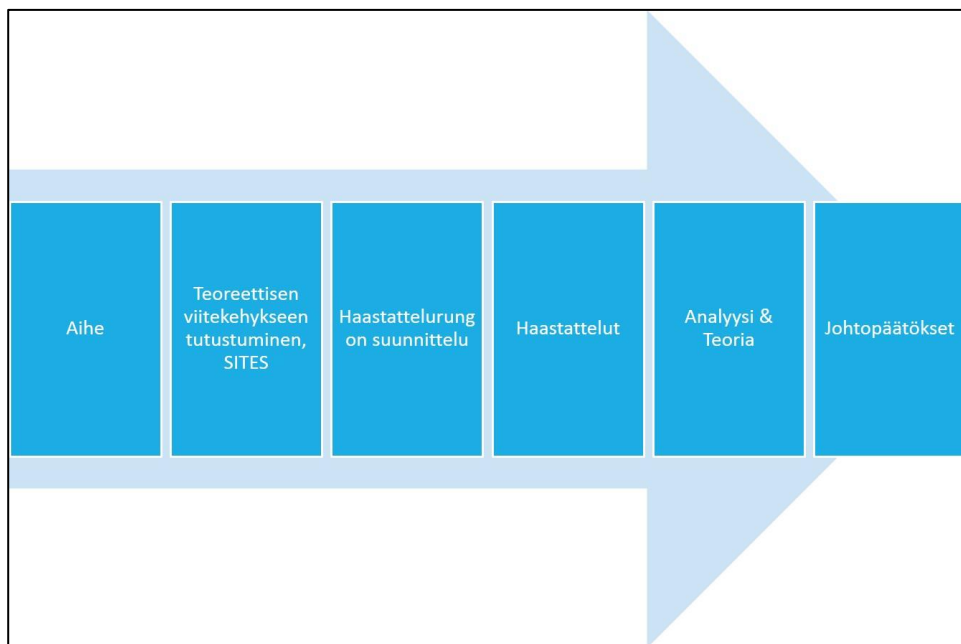 Aihe
Teoreettisen
viitekehykseen
tutustuminen,
SITES
Haastattelurung
on suunnittelu
Haastattelut
Analyysi &
Teoria
Johtopäätökset